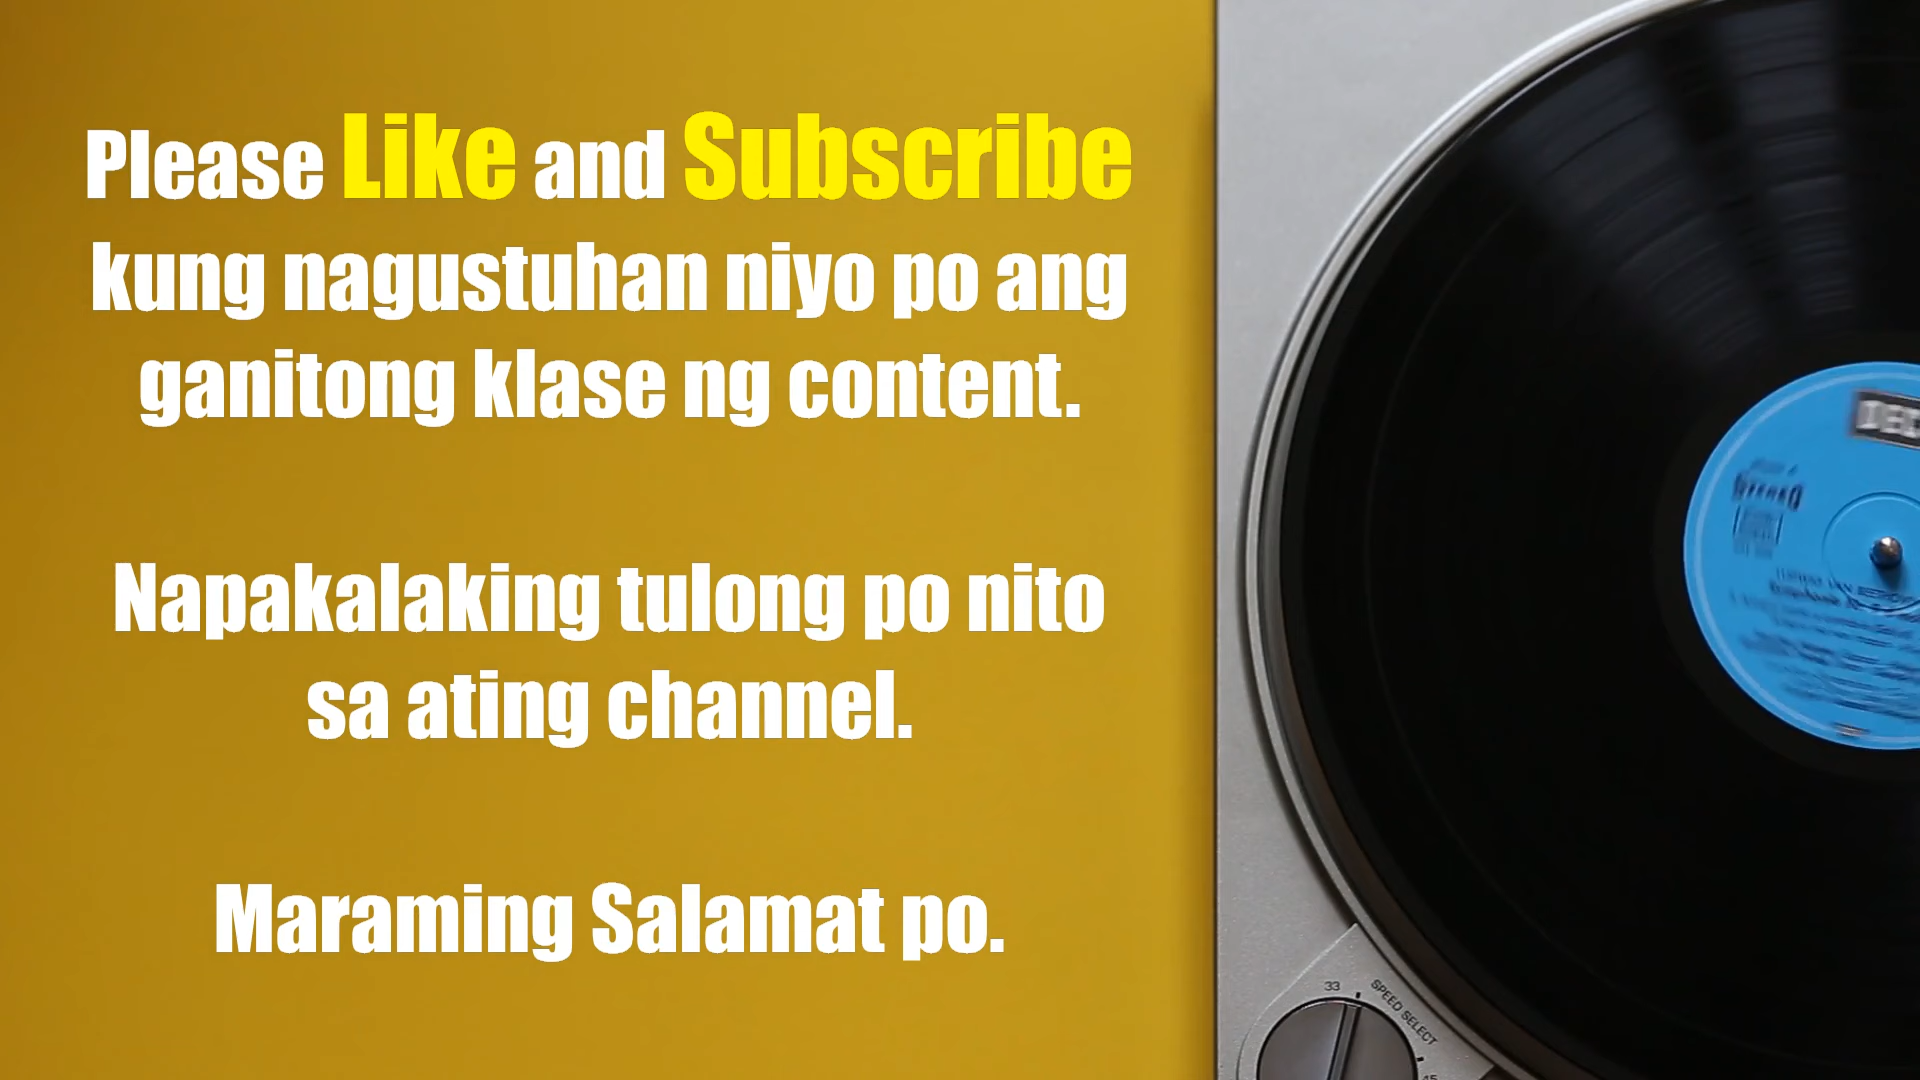 Please Like and Subscribe
kung nagustuhan niyo po ang
ganitong klase ng content.
Napakalaking tulong po nito
sa ating channel.
Maraming Salamat po.
33
SPEED SELECT
45